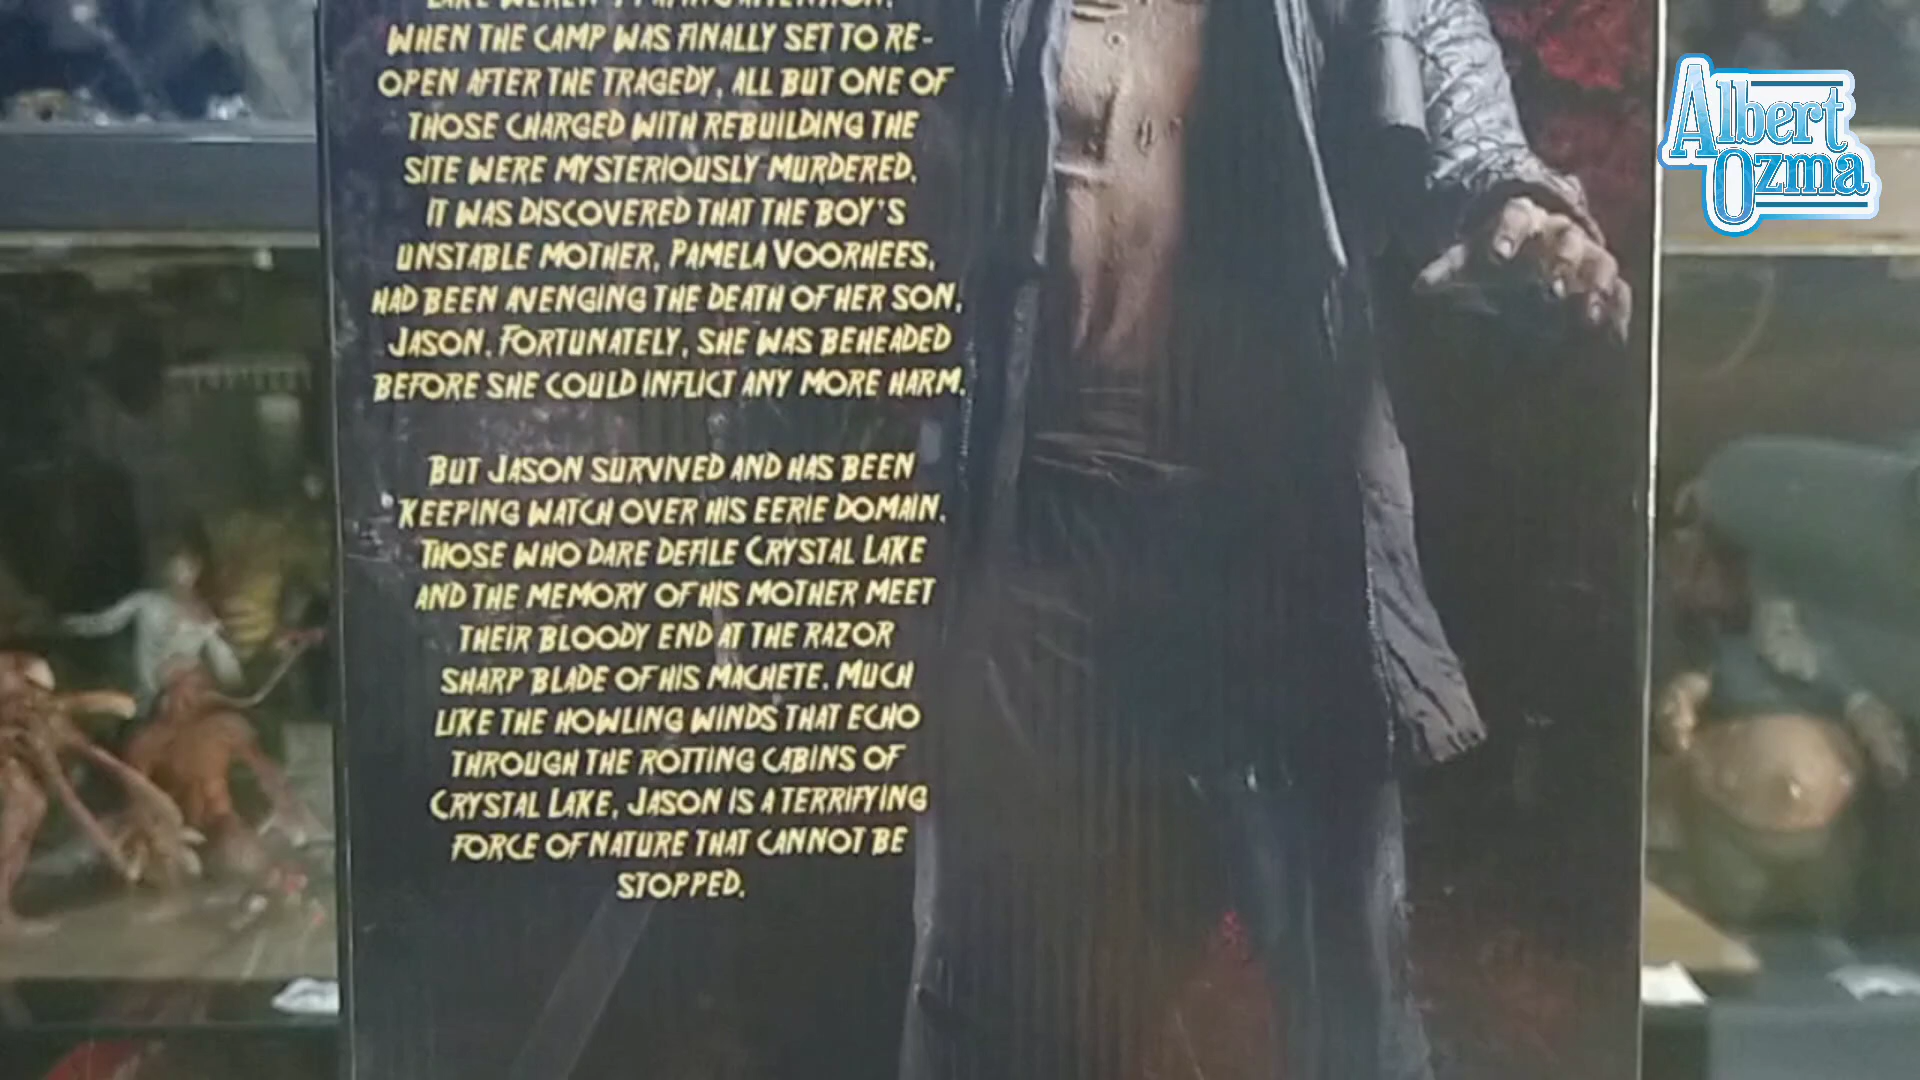 LAKE WEREN'T PAYING ATTENTION.
WHEN THE CAMP WAS FINALLY SET TO RE-
OPEN AFTER THE TRAGEDY, ALL BUT ONE OF
THOSE CHARGED WITH REBUILDING THE
SITE WERE MYSTERIOUSLY MURDERED.
IT WAS DISCOVERED THAT THE BOY'S
UNSTABLE MOTHER, PAMELA VOORHEES,
HAD BEEN AVENGING THE DEATH OF HER SON,
JASON. FORTUNATELY, SHE WAS BEHEADED
BEFORE SHE COULD INFLICT ANY MORE HARM.
BUT JASON SURVIVED AND HAS BEEN
KEEPING WATCH OVER HIS EERIE DOMAIN.
THOSE WHO DARE DEFILE CRYSTAL LAKE
AND THE MEMORY OF HIS MOTHER MEET
THEIR BLOODY END AT THE RAZOR
SHARP BLADE OF HIS MACHETE. MUCH
LIKE THE HOWLING WINDS THAT ECHO
THROUGH THE ROTTING CABINS OF
CRYSTAL LAKE, JASON IS A TERRIFYING
FORCE OF NATURE THAT CANNOT BE
STOPPED.
Albert
Ozma